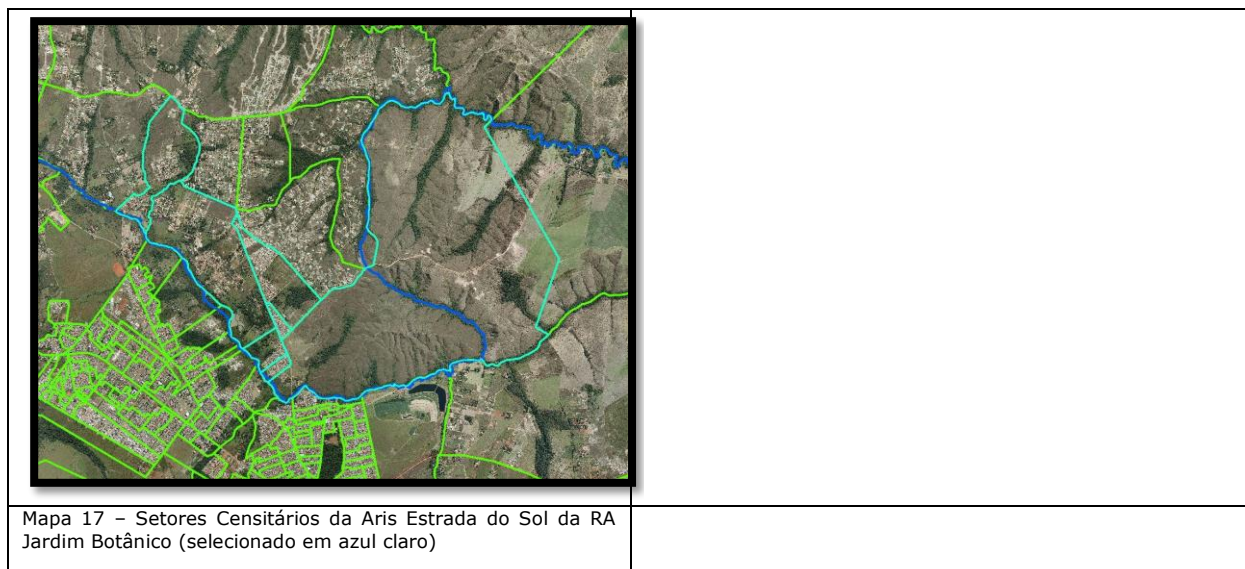 Mapa 17 – Setores Censitários da Aris Estrada do Sol da RA
Jardim Botânico (selecionado em azul claro)